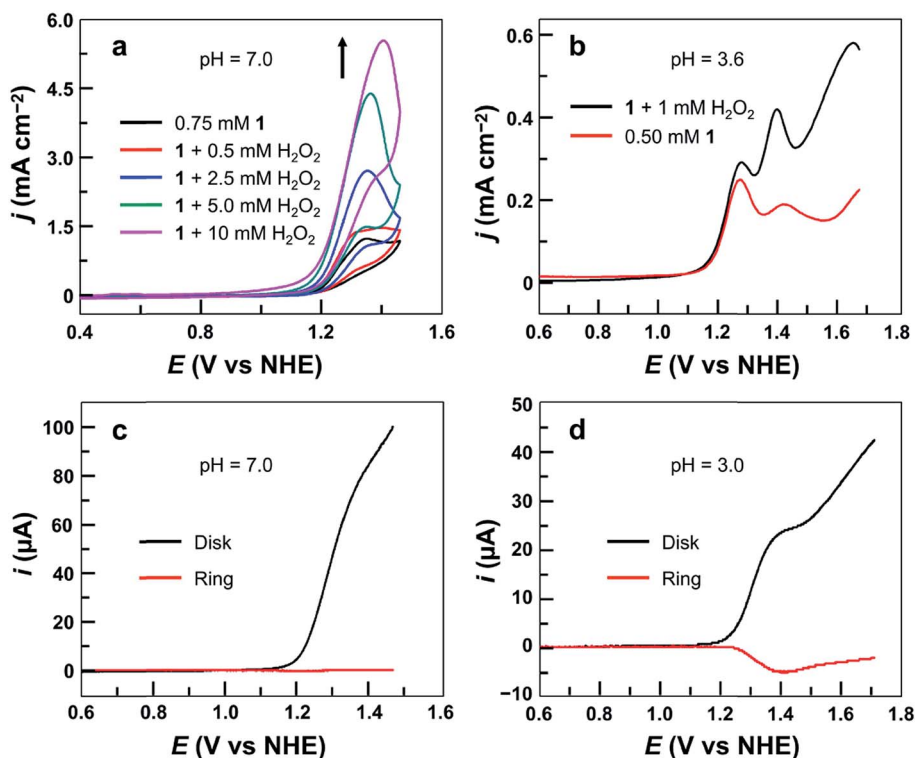 a
pH = 7.0
0.75 mM 1
1 + 0.5 mM H₂O₂
1 + 2.5 mM H₂O₂
1 + 5.0 mM H₂O₂
1 + 10 mM H₂O₂
j (mA cm⁻²)
6.0
4.5
3.0
1.5
0
0.4
0.8
1.2
1.6
E (V vs NHE)
b
pH = 3.6
1 + 1 mM H₂O₂
0.50 mM 1
j (mA cm⁻²)
0.6
0.4
0.2
0
0.6
0.8
1.0
1.2
1.4
1.6
1.8
E (V vs NHE)
c
pH = 7.0
Disk
Ring
i (μA)
100
80
60
40
20
0
0.6
0.8
1.0
1.2
1.4
1.6
E (V vs NHE)
d
pH = 3.0
Disk
Ring
i (μA)
50
40
30
20
10
0
−10
0.6
0.8
1.0
1.2
1.4
1.6
1.8
E (V vs NHE)